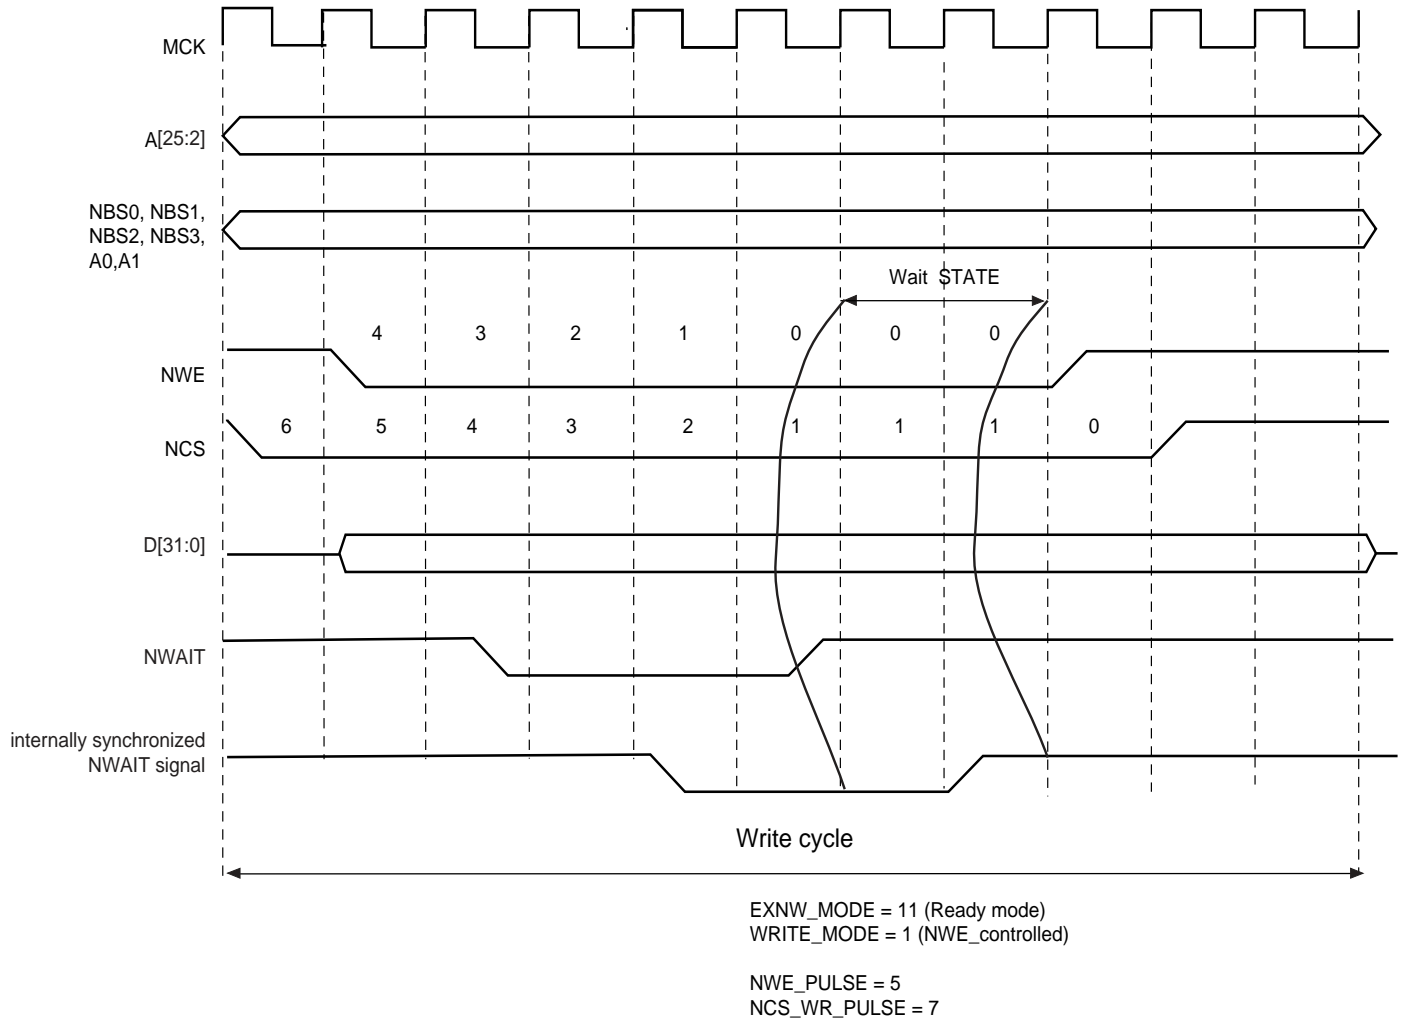 MCK
A[25:2]
NBS0, NBS1,
NBS2, NBS3,
A0,A1
Wait STATE
4 3 2 1 0 0 0
NWE
6 5 4 3 2 1 1 1 0
NCS
D[31:0]
NWAIT
internally synchronized
NWAIT signal
Write cycle
EXNW_MODE = 11 (Ready mode)
WRITE_MODE = 1 (NWE_controlled)
NWE_PULSE = 5
NCS_WR_PULSE = 7